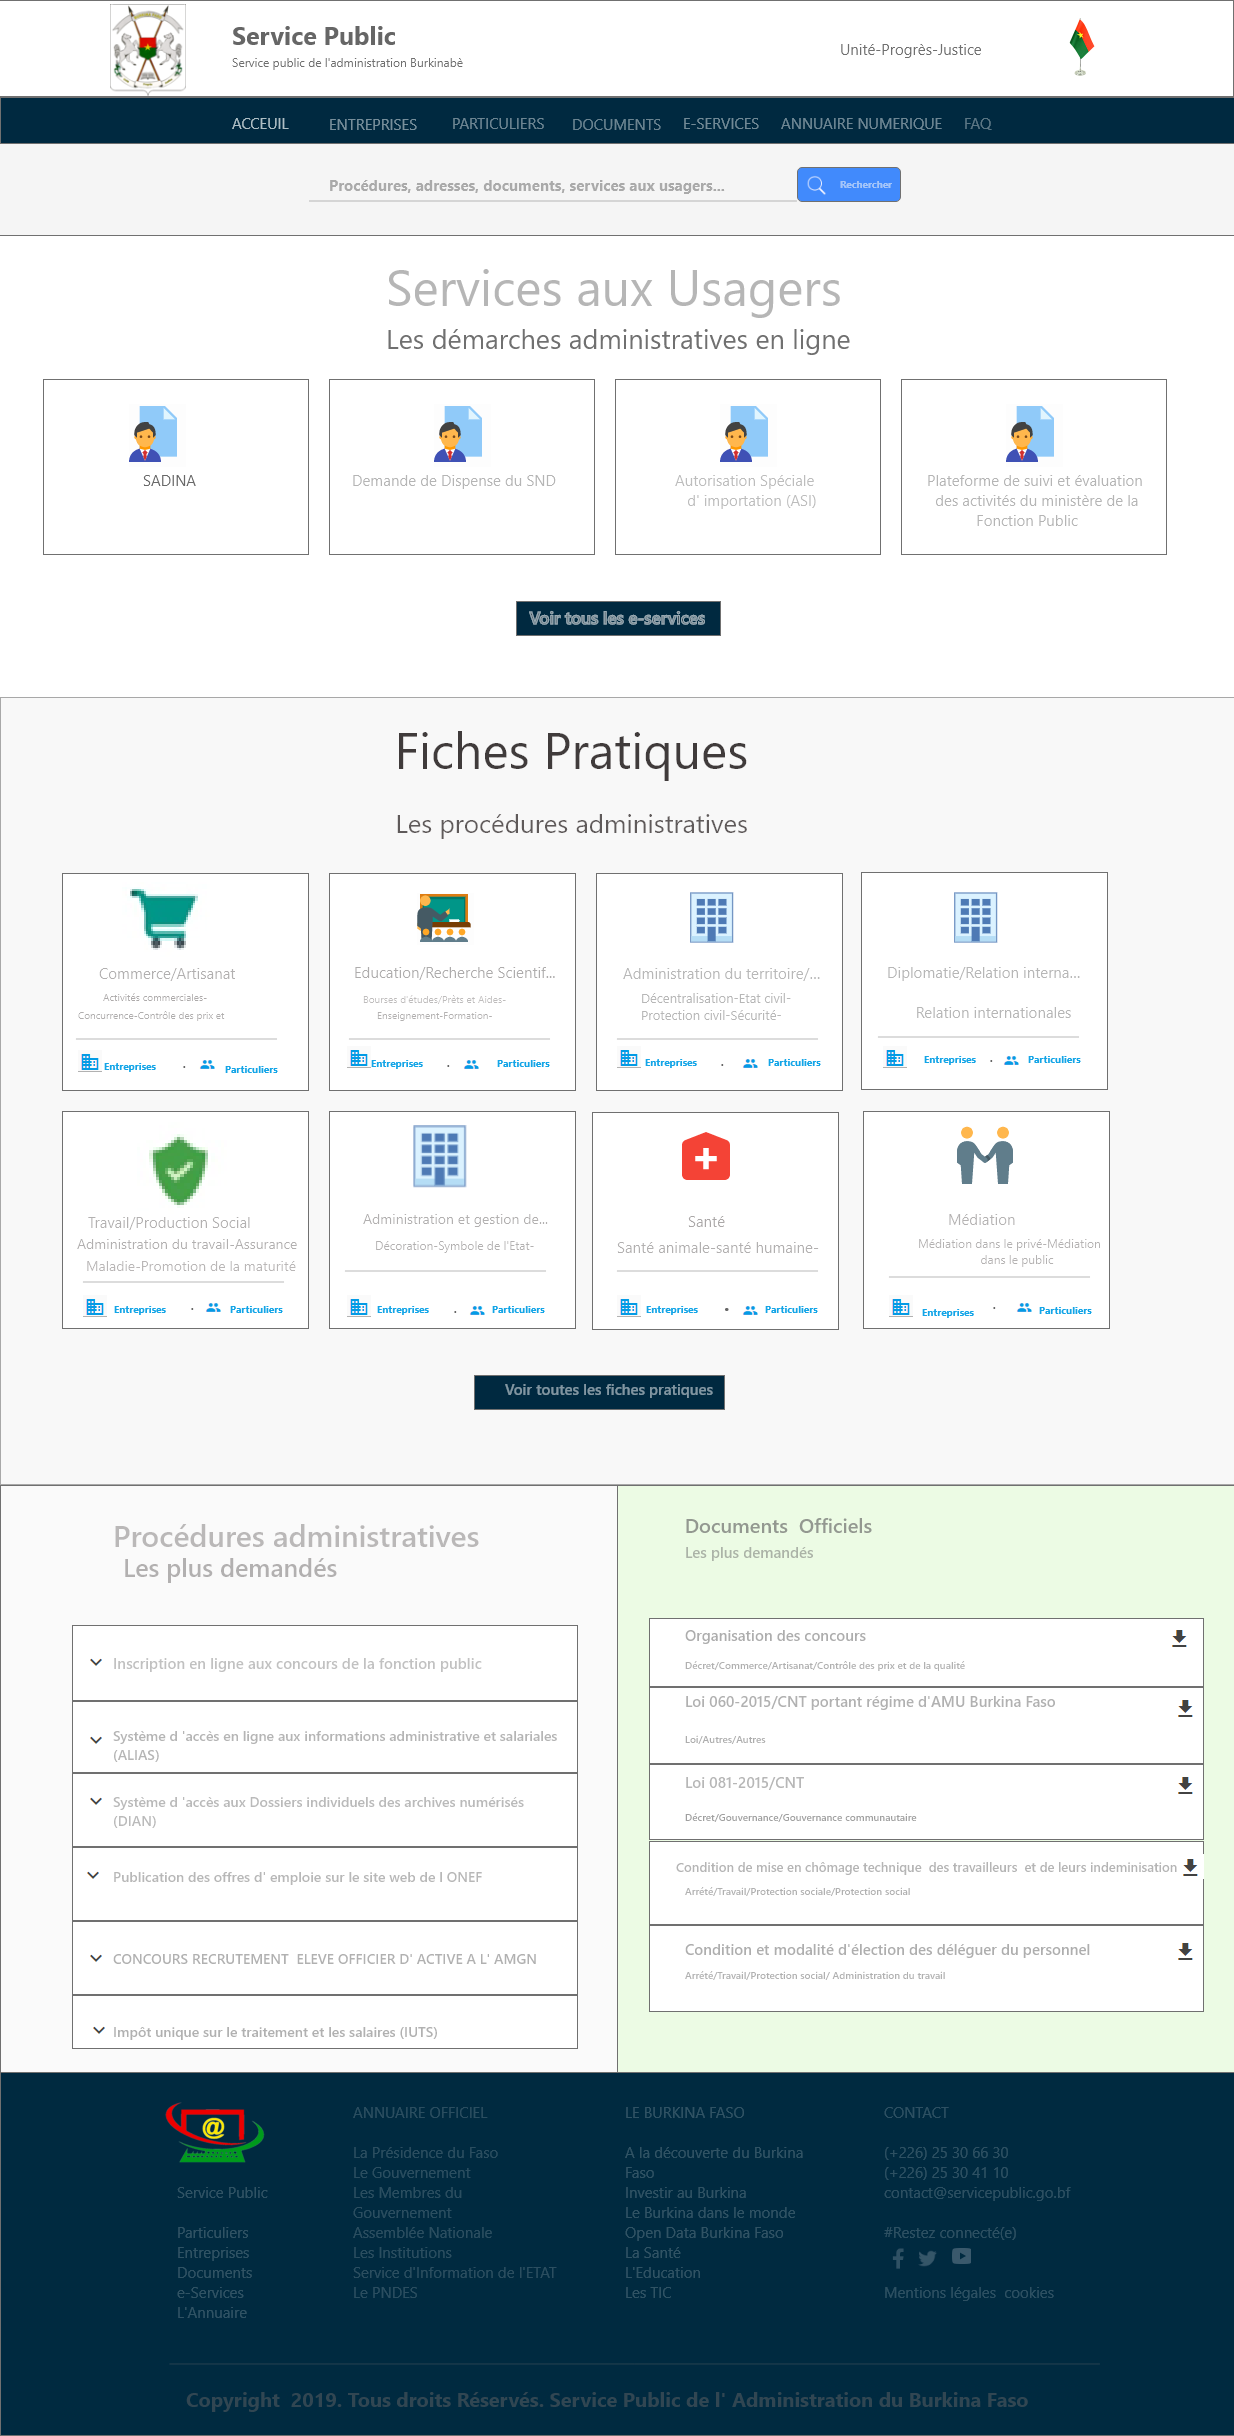 Service Public
Service public de l'administration Burkinabè
Unité-Progrès-Justice
ACCEUIL ENTREPRISES PARTICULIERS DOCUMENTS E-SERVICES ANNUAIRE NUMERIQUE FAQ
Procédures, adresses, documents, services aux usagers...
Rechercher
Services aux Usagers
Les démarches administratives en ligne
SADINA
Demande de Dispense du SND
Autorisation Spéciale
d' importation (ASI)
Plateforme de suivi et évaluation
des activités du ministère de la
Fonction Public
Voir tous les e-services
Fiches Pratiques
Les procédures administratives
Commerce/Artisanat
Activités commerciales-
Concurrence-Contrôle des prix et
Entreprises . Particuliers
Education/Recherche Scientif...
Bourses d'études/Prèts et Aides-
Enseignement-Formation-
Entreprises . Particuliers
Administration du territoire/...
Décentralisation-Etat civil-
Protection civil-Sécurité-
Entreprises . Particuliers
Diplomatie/Relation interna...
Relation internationales
Entreprises . Particuliers
Travail/Production Social
Administration du travail-Assurance
Maladie-Promotion de la maturité
Entreprises . Particuliers
Administration et gestion de...
Décoration-Symbole de l'Etat-
Entreprises . Particuliers
Santé
Santé animale-santé humaine-
Entreprises • Particuliers
Médiation
Médiation dans le privé-Médiation
dans le public
Entreprises . Particuliers
Voir toutes les fiches pratiques
Procédures administratives
Les plus demandés
Inscription en ligne aux concours de la fonction public
Système d 'accès en ligne aux informations administrative et salariales
(ALIAS)
Système d 'accès aux Dossiers individuels des archives numérisés
(DIAN)
Publication des offres d' emploie sur le site web de l ONEF
CONCOURS RECRUTEMENT ELEVE OFFICIER D' ACTIVE A L' AMGN
Impôt unique sur le traitement et les salaires (IUTS)
Documents Officiels
Les plus demandés
Organisation des concours
Décret/Commerce/Artisanat/Contrôle des prix et de la qualité
Loi 060-2015/CNT portant régime d'AMU Burkina Faso
Loi/Autres/Autres
Loi 081-2015/CNT
Décret/Gouvernance/Gouvernance communautaire
Condition de mise en chômage technique des travailleurs et de leurs indeminisation
Arrété/Travail/Protection sociale/Protection social
Condition et modalité d'élection des déléguer du personnel
Arrété/Travail/Protection social/ Administration du travail
@
Service Public
Particuliers
Entreprises
Documents
e-Services
L'Annuaire
ANNUAIRE OFFICIEL
La Présidence du Faso
Le Gouvernement
Les Membres du
Gouvernement
Assemblée Nationale
Les Institutions
Service d'Information de l'ETAT
Le PNDES
LE BURKINA FASO
A la découverte du Burkina
Faso
Investir au Burkina
Le Burkina dans le monde
Open Data Burkina Faso
La Santé
L'Education
Les TIC
CONTACT
(+226) 25 30 66 30
(+226) 25 30 41 10
contact@servicepublic.go.bf
#Restez connecté(e)
Mentions légales cookies
Copyright 2019. Tous droits Réservés. Service Public de l' Administration du Burkina Faso